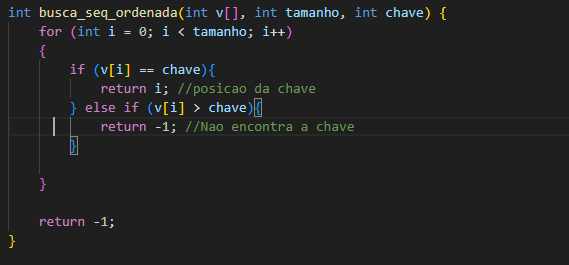 int busca_seq_ordenada(int v[], int tamanho, int chave) {
    for (int i = 0; i < tamanho; i++)
    {
        if (v[i] == chave){
            return i; //posicao da chave
        } else if (v[i] > chave){
            return -1; //Nao encontra a chave
        }
    }
    return -1;
}